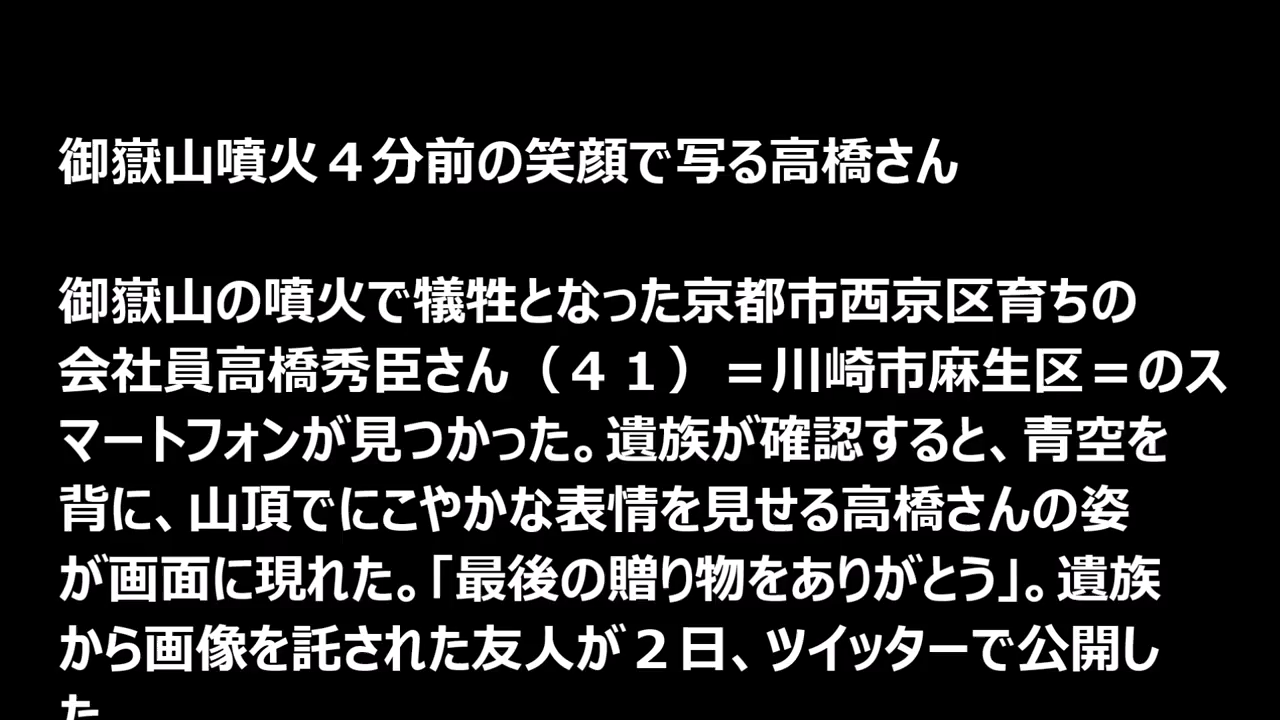 御嶽山噴火４分前の笑顔で写る高橋さん
御嶽山の噴火で犠牲となった京都市西京区育ちの
会社員高橋秀臣さん（４１）＝川崎市麻生区＝のス
マートフォンが見つかった。遺族が確認すると、青空を
背に、山頂でにこやかな表情を見せる高橋さんの姿
が画面に現れた。「最後の贈り物をありがとう」。遺族
から画像を託された友人が２日、ツイッターで公開し
た